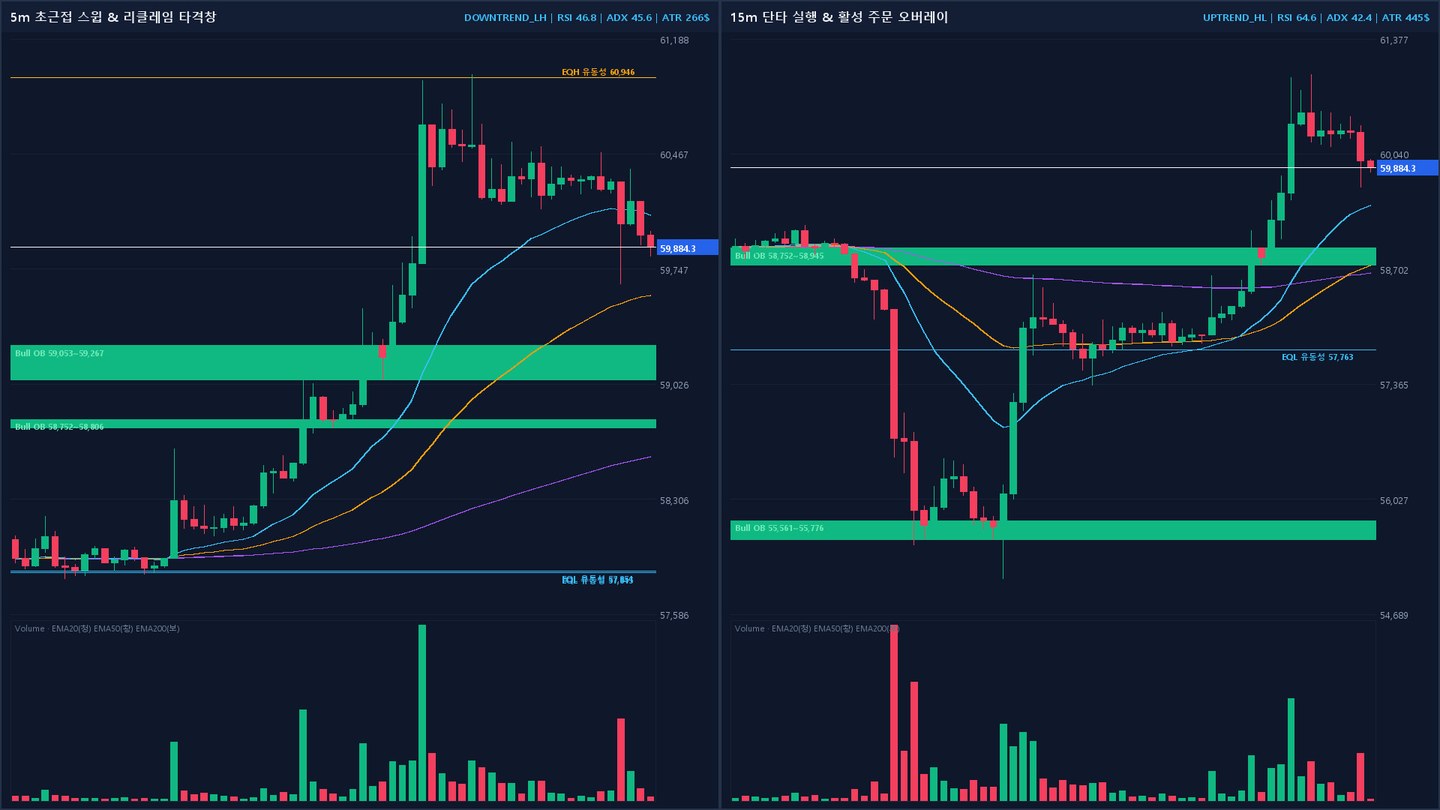 5m 초근접 스윕 & 리클레임 타격창
DOWNTREND_LH | RSI 46.8 | ADX 45.6 | ATR 266$
61,188
EQH 유동성 60,946
60,467
59,884.3
59,747
Bull OB 59,053~59,267
59,026
Bull OB 58,752~58,806
58,306
57,586
Volume · EMA20(청) EMA50(황) EMA200(보)
15m 단타 실행 & 활성 주문 오버레이
UPTREND_HL | RSI 64.6 | ADX 42.4 | ATR 445$
61,377
60,040
59,884.3
Bull OB 58,752~58,945
58,702
EQL 유동성 57,763
57,365
56,027
Bull OB 55,561~55,776
54,689
Volume · EMA20(청) EMA50(황) EMA200